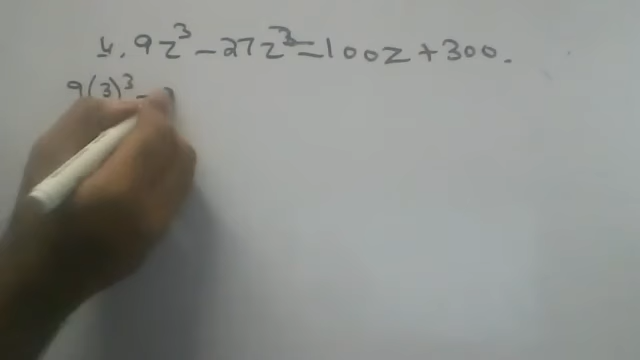 4. 9z³ - 27z³ - 100z + 300.
9(3)³ -